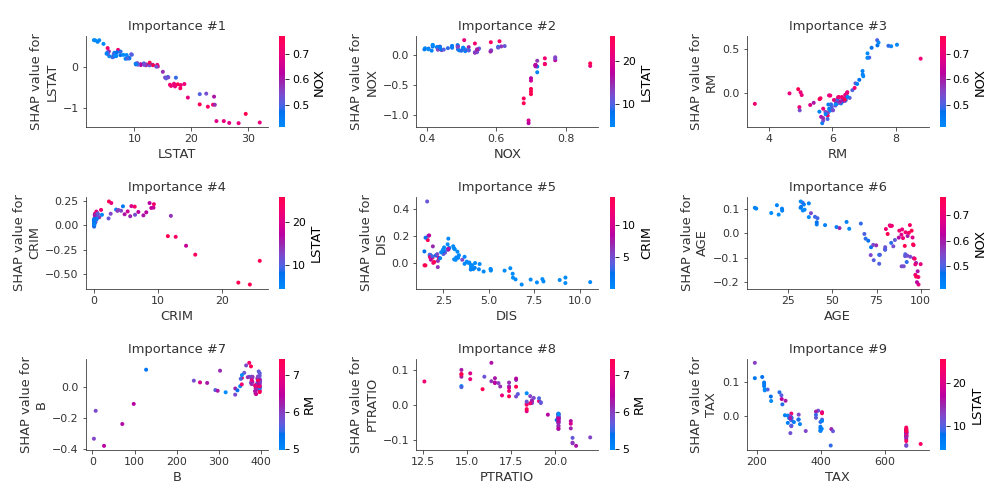 Importance #1
SHAP value for
LSTAT
0
−1
10
20
30
LSTAT
0.7
0.6
0.5
NOX
Importance #2
SHAP value for
NOX
0.0
−0.5
−1.0
0.4
0.6
0.8
NOX
20
10
LSTAT
Importance #3
SHAP value for
RM
0.5
0.0
4
6
8
RM
0.7
0.6
0.5
NOX
Importance #4
SHAP value for
CRIM
0.25
0.00
−0.25
−0.50
0
10
20
CRIM
20
10
LSTAT
Importance #5
SHAP value for
DIS
0.4
0.2
0.0
2.5
5.0
7.5
10.0
DIS
10
5
CRIM
Importance #6
SHAP value for
AGE
0.1
0.0
−0.1
−0.2
25
50
75
100
AGE
0.7
0.6
0.5
NOX
Importance #7
SHAP value for
B
0.0
−0.2
−0.4
0
100
200
300
400
B
7
6
5
RM
Importance #8
SHAP value for
PTRATIO
0.1
0.0
−0.1
12.5
15.0
17.5
20.0
PTRATIO
7
6
5
RM
Importance #9
SHAP value for
TAX
0.1
0.0
200
400
600
TAX
20
10
LSTAT